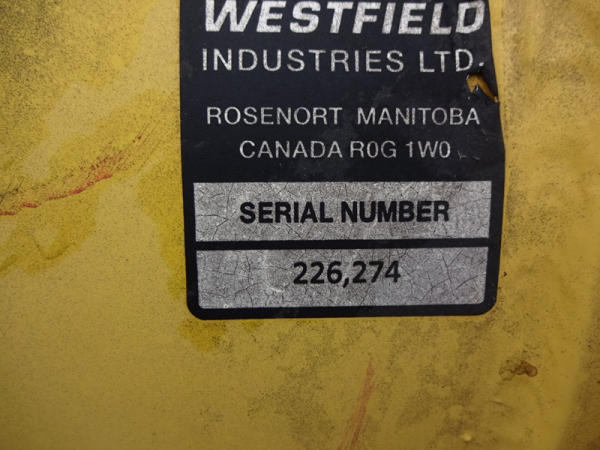 WESTFIELD
INDUSTRIES LTD.
ROSENORT MANITOBA
CANADA R0G 1W0
SERIAL NUMBER
226,274